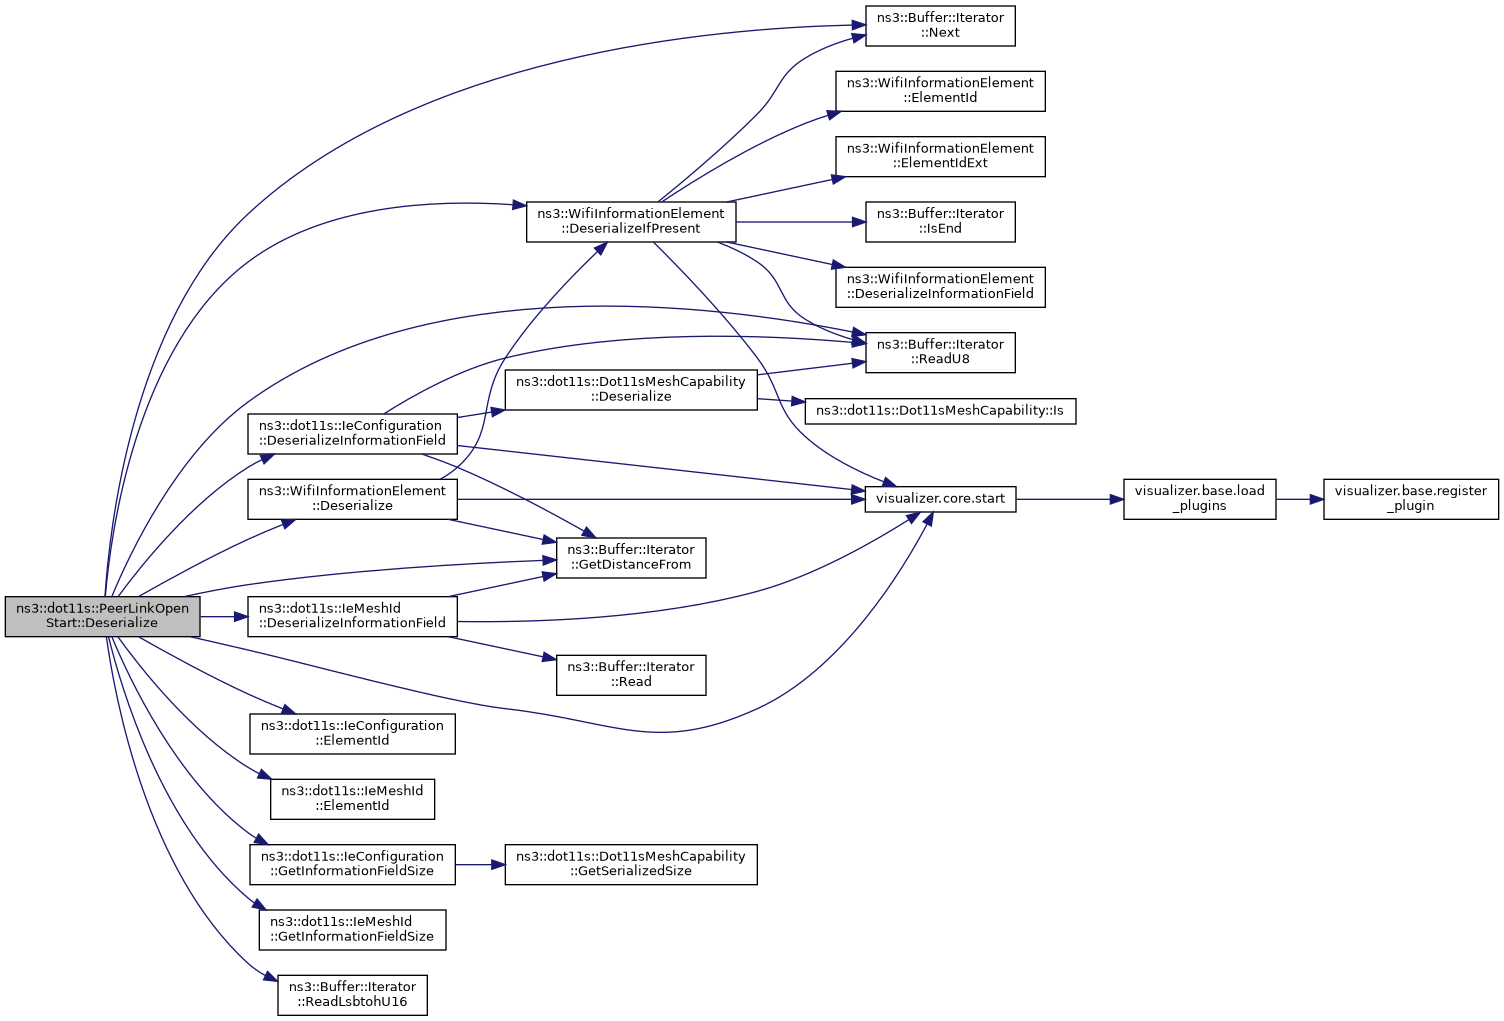 ns3::Buffer::Iterator
::Next
ns3::WifiInformationElement
::ElementId
ns3::WifiInformationElement
::ElementIdExt
ns3::WifiInformationElement
::DeserializeIfPresent
ns3::Buffer::Iterator
::IsEnd
ns3::WifiInformationElement
::DeserializeInformationField
ns3::Buffer::Iterator
::ReadU8
ns3::dot11s::Dot11sMeshCapability
::Deserialize
ns3::dot11s::Dot11sMeshCapability::Is
ns3::dot11s::IeConfiguration
::DeserializeInformationField
ns3::WifiInformationElement
::Deserialize
visualizer.core.start
visualizer.base.load
_plugins
visualizer.base.register
_plugin
ns3::Buffer::Iterator
::GetDistanceFrom
ns3::dot11s::PeerLinkOpen
Start::Deserialize
ns3::dot11s::IeMeshId
::DeserializeInformationField
ns3::Buffer::Iterator
::Read
ns3::dot11s::IeConfiguration
::ElementId
ns3::dot11s::IeMeshId
::ElementId
ns3::dot11s::IeConfiguration
::GetInformationFieldSize
ns3::dot11s::Dot11sMeshCapability
::GetSerializedSize
ns3::dot11s::IeMeshId
::GetInformationFieldSize
ns3::Buffer::Iterator
::ReadLsbtohU16